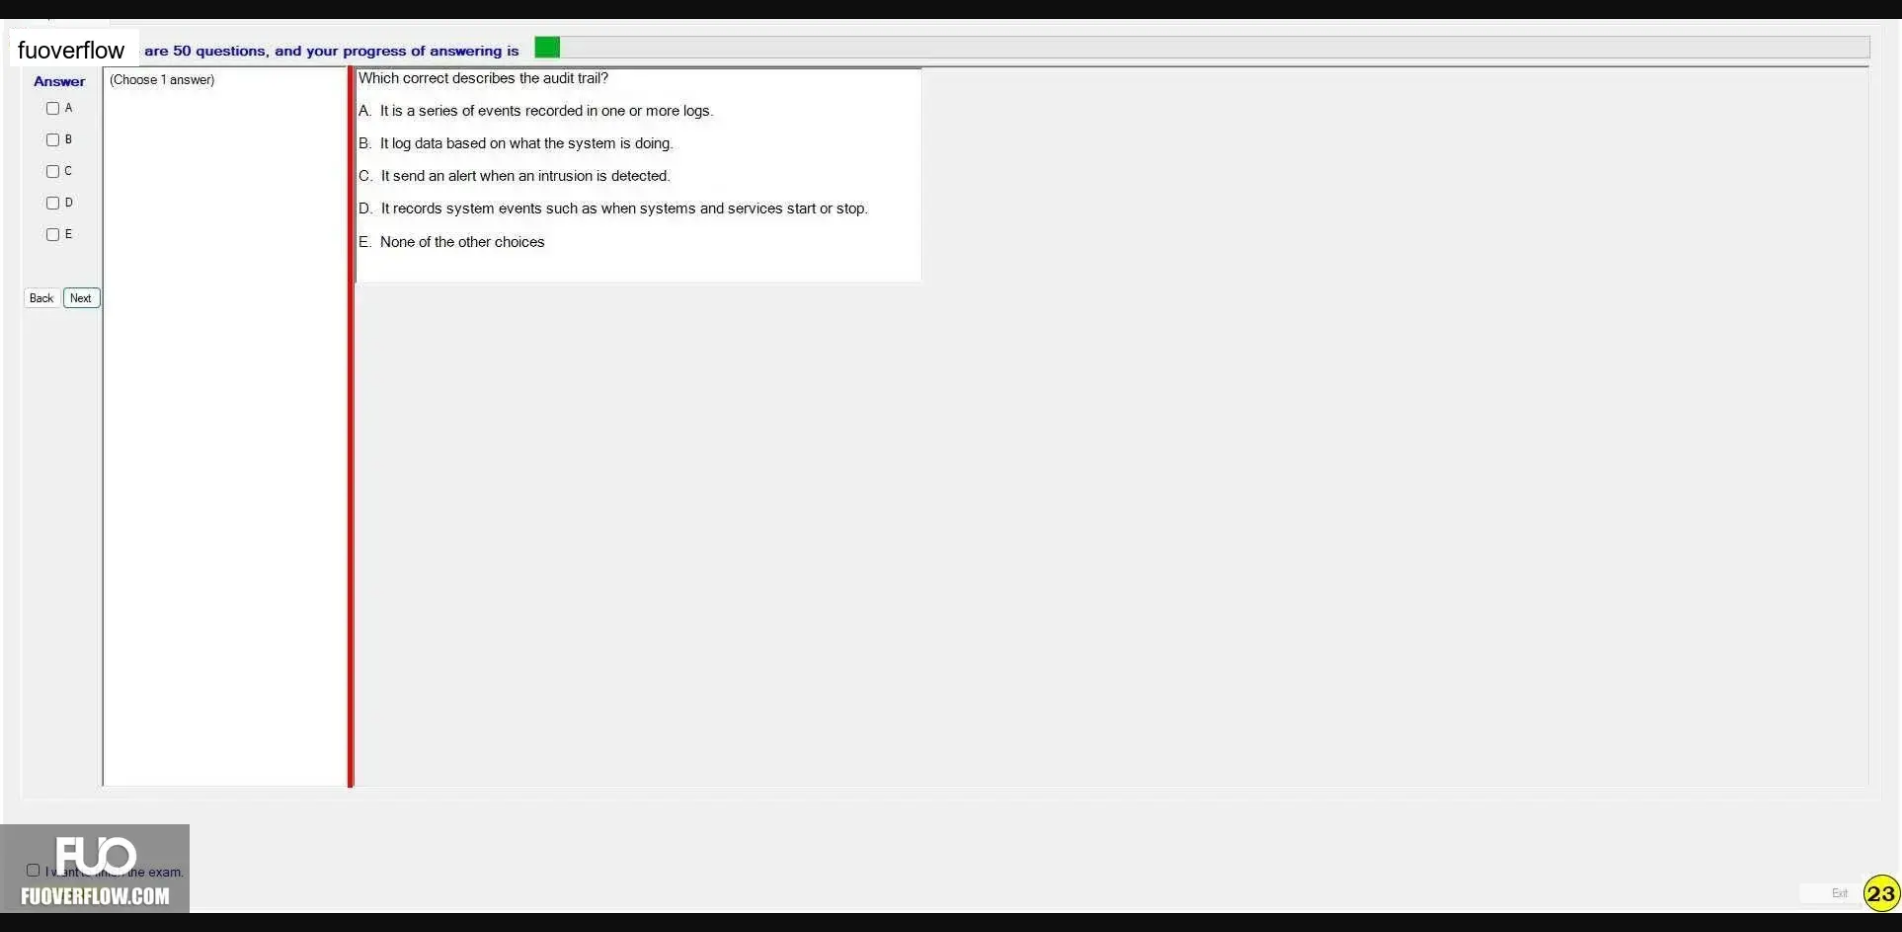 fuoverflow are 50 questions, and your progress of answering is
Answer
(Choose 1 answer)
A
B
C
D
E
Back Next
Which correct describes the audit trail?
A. It is a series of events recorded in one or more logs.
B. It log data based on what the system is doing.
C. It send an alert when an intrusion is detected.
D. It records system events such as when systems and services start or stop.
E. None of the other choices
FUO
I want the exam.
FUOVERFLOW.COM
Exit 23